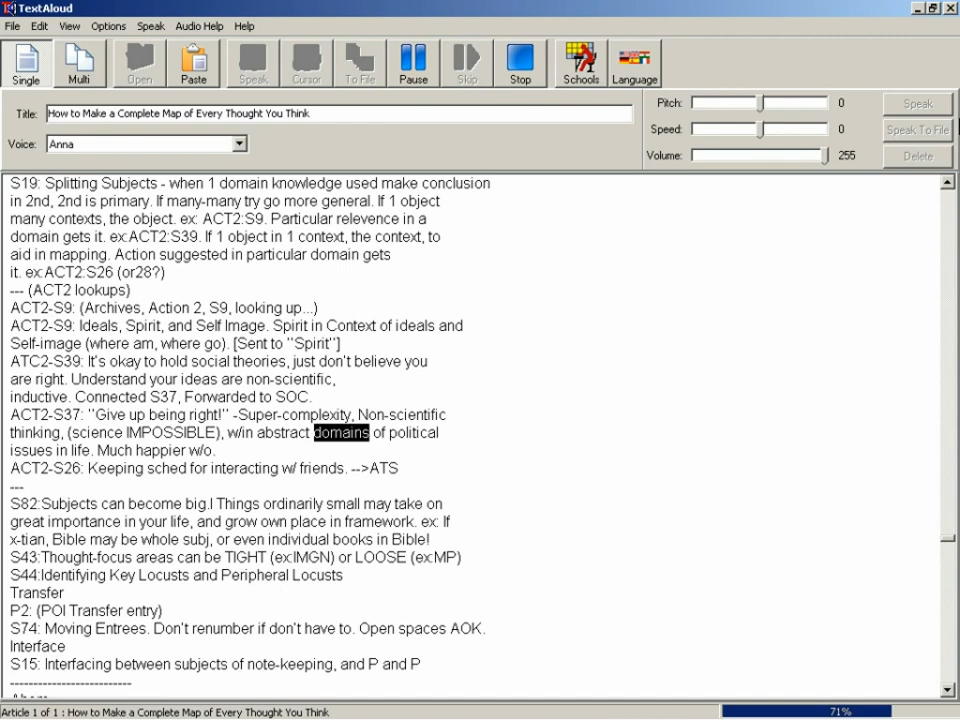 TextAloud
File Edit View Options Speak Audio Help Help
Single Multi Open Paste Speak Cursor To File Pause Skip Stop Schools Language
Title: How to Make a Complete Map of Every Thought You Think
Voice: Anna
Pitch: 0 Speak
Speed: 0 Speak To File
Volume: 255 Delete
S19: Splitting Subjects - when 1 domain knowledge used make conclusion
in 2nd, 2nd is primary. If many-many try go more general. If 1 object
many contexts, the object. ex: ACT2:S9. Particular relevence in a
domain gets it. ex:ACT2:S39. If 1 object in 1 context, the context, to
aid in mapping. Action suggested in particular domain gets
it. ex:ACT2:S26 (or28?)
--- (ACT2 lookups)
ACT2-S9: (Archives, Action 2, S9, looking up...)
ACT2-S9: Ideals, Spirit, and Self Image. Spirit in Context of ideals and
Self-image (where am, where go). [Sent to "Spirit"]
ATC2-S39: It's okay to hold social theories, just don't believe you
are right. Understand your ideas are non-scientific,
inductive. Connected S37, Forwarded to SOC.
ACT2-S37: "Give up being right!" -Super-complexity, Non-scientific
thinking, (science IMPOSSIBLE), w/in abstract domains of political
issues in life. Much happier w/o.
ACT2-S26: Keeping sched for interacting w/ friends. -->ATS
---
S82:Subjects can become big.l Things ordinarily small may take on
great importance in your life, and grow own place in framework. ex: If
x-tian, Bible may be whole subj, or even individual books in Bible!
S43:Thought-focus areas can be TIGHT (ex:IMGN) or LOOSE (ex:MP)
S44:Identifying Key Locusts and Peripheral Locusts
Transfer
P2: (POI Transfer entry)
S74: Moving Entrees. Don't renumber if don't have to. Open spaces AOK.
Interface
S15: Interfacing between subjects of note-keeping, and P and P
--------------------------
Article 1 of 1 : How to Make a Complete Map of Every Thought You Think 71%